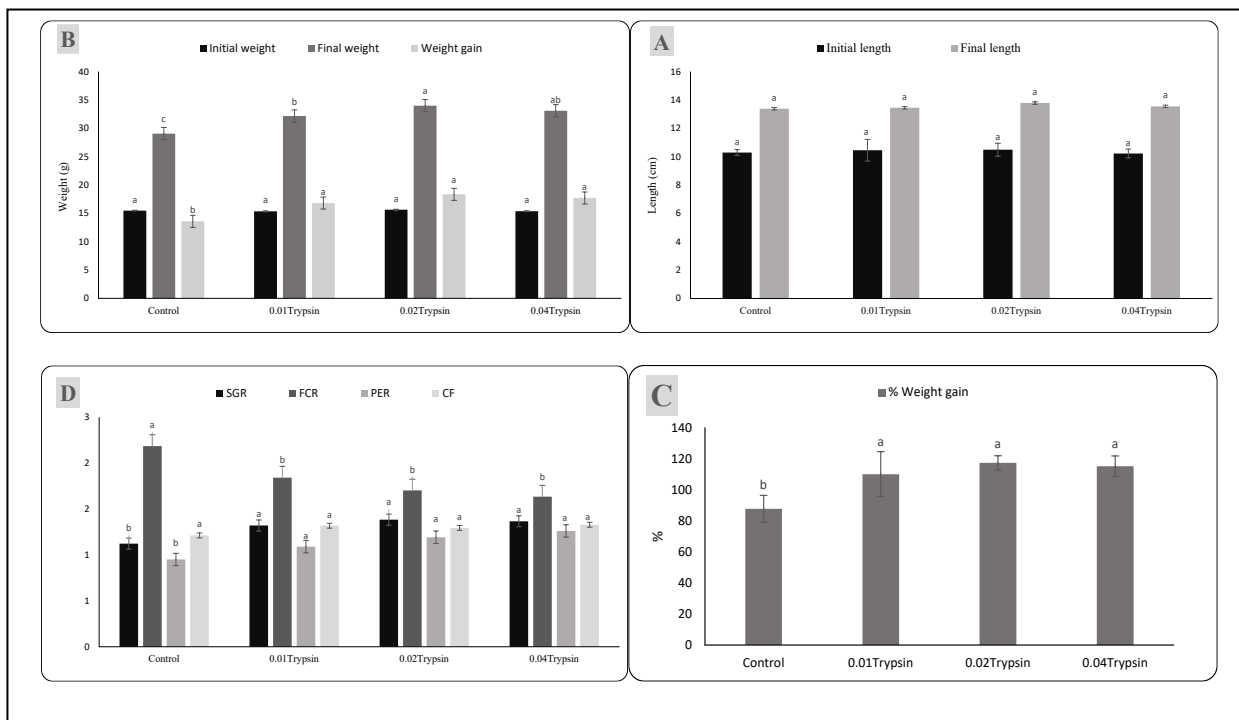 B
Initial weight Final weight Weight gain
Weight (g)
40
35
30
25
20
15
10
5
0
a c b
a b a
a a a
a ab a
Control 0.01Trypsin 0.02Trypsin 0.04Trypsin
A
Initial length Final length
Length (cm)
16
14
12
10
8
6
4
2
0
a a
a a
a a
a a
Control 0.01Trypsin 0.02Trypsin 0.04Trypsin
D
SGR FCR PER CF
3
2
2
1
1
0
b a b a
a b a a
a b a a
a b a a
Control 0.01Trypsin 0.02Trypsin 0.04Trypsin
C
% Weight gain
%
140
120
100
80
60
40
20
0
b a a a
Control 0.01Trypsin 0.02Trypsin 0.04Trypsin